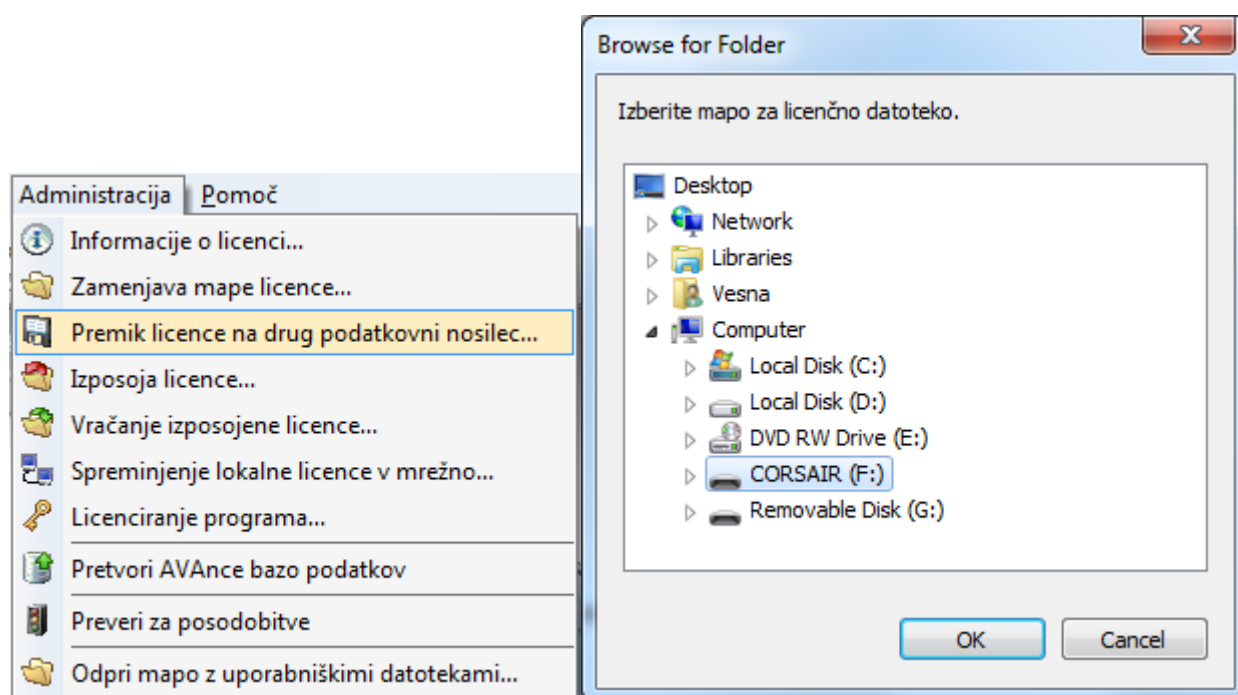 Administracija Pomoč
Informacije o licenci...
Zamenjava mape licence...
Premik licence na drug podatkovni nosilec...
Izposoja licence...
Vračanje izposojene licence...
Spreminjenje lokalne licence v mrežno...
Licenciranje programa...
Pretvori AVAnce bazo podatkov
Preveri za posodobitve
Odpri mapo z uporabniškimi datotekami...
Browse for Folder
Izberite mapo za licenčno datoteko.
Desktop
Network
Libraries
Vesna
Computer
Local Disk (C:)
Local Disk (D:)
DVD RW Drive (E:)
CORSAIR (F:)
Removable Disk (G:)
OK Cancel